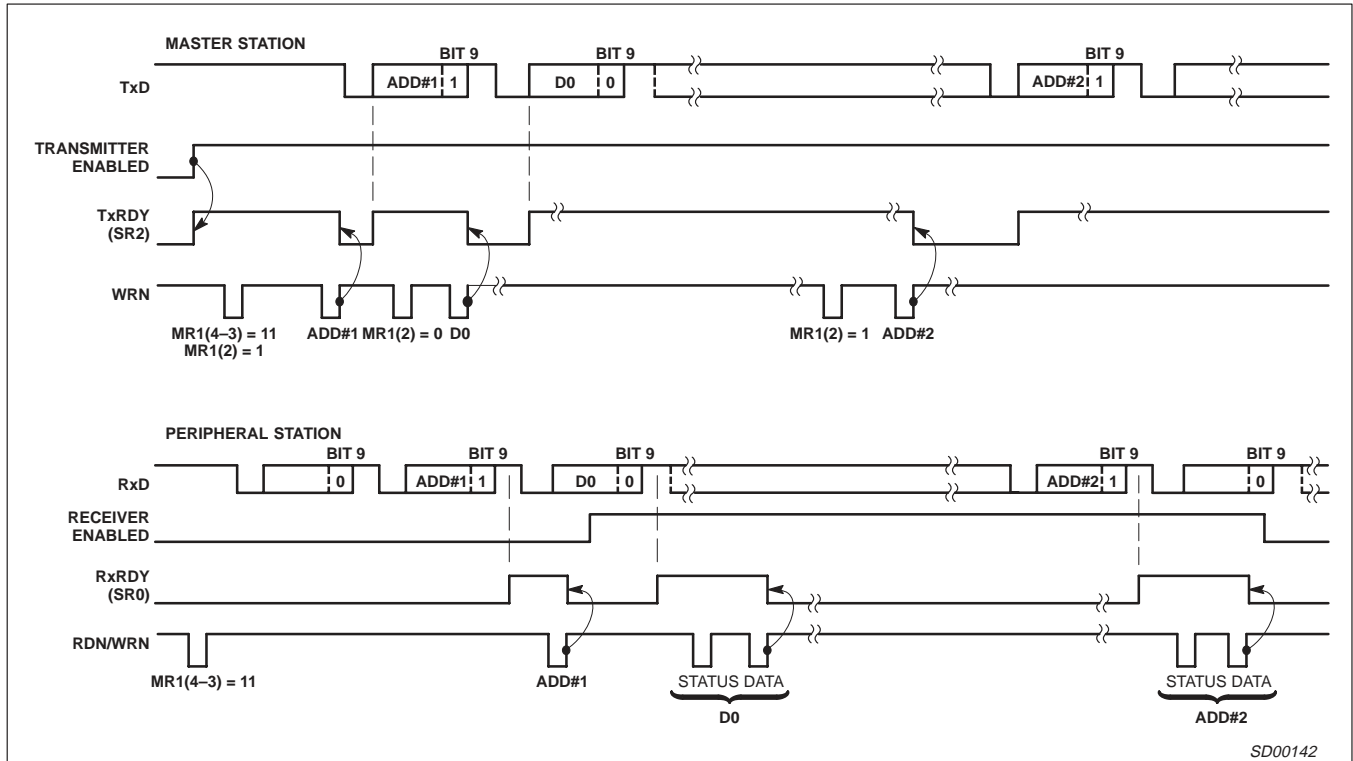 MASTER STATION
BIT 9 BIT 9 BIT 9
TxD ADD#1 1 D0 0 ADD#2 1
TRANSMITTER
ENABLED
TxRDY
(SR2)
WRN
MR1(4–3) = 11 ADD#1 MR1(2) = 0 D0 MR1(2) = 1 ADD#2
MR1(2) = 1
PERIPHERAL STATION
BIT 9 BIT 9 BIT 9 BIT 9 BIT 9
RxD 0 ADD#1 1 D0 0 ADD#2 1 0
RECEIVER
ENABLED
RxRDY
(SR0)
RDN/WRN
MR1(4–3) = 11 ADD#1 STATUS DATA STATUS DATA
D0 ADD#2
SD00142